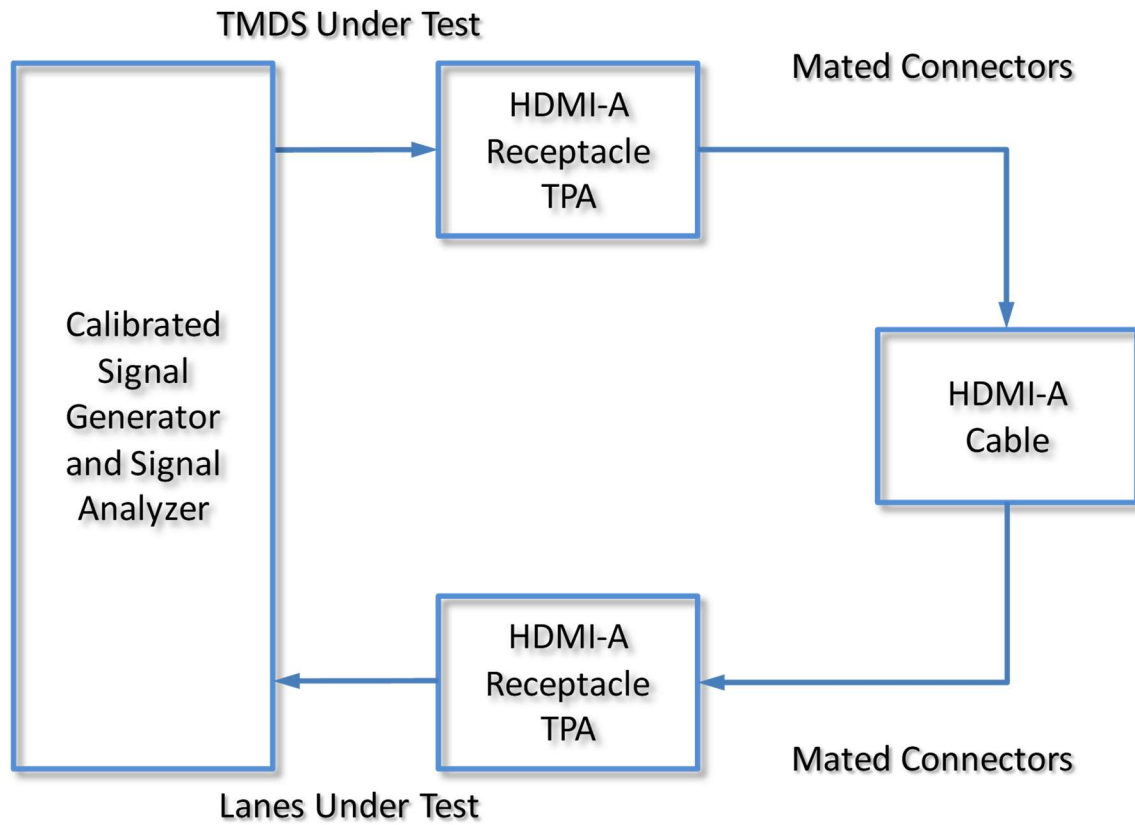 TMDS Under Test
Mated Connectors
HDMI-A
Receptacle
TPA
Calibrated
Signal
Generator
and Signal
Analyzer
HDMI-A
Cable
HDMI-A
Receptacle
TPA
Mated Connectors
Lanes Under Test